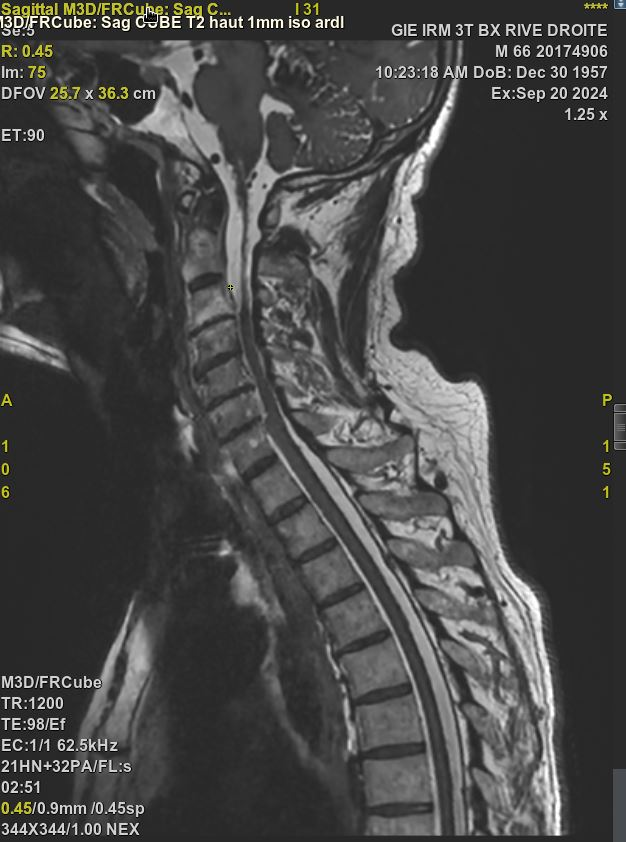 Sagittal M3D/FRCube: Sag C... I 31 ****
M3D/FRCube: Sag CUBE T2 haut 1mm iso ardI
Se:5
GIE IRM 3T BX RIVE DROITE
R: 0.45
M 66 20174906
Im: 75
10:23:18 AM DoB: Dec 30 1957
DFOV 25.7 x 36.3 cm
Ex:Sep 20 2024
1.25 x
ET:90
A
P
1
1
0
5
6
1
M3D/FRCube
TR:1200
TE:98/Ef
EC:1/1 62.5kHz
21HN+32PA/FL:s
02:51
0.45/0.9mm /0.45sp
344X344/1.00 NEX